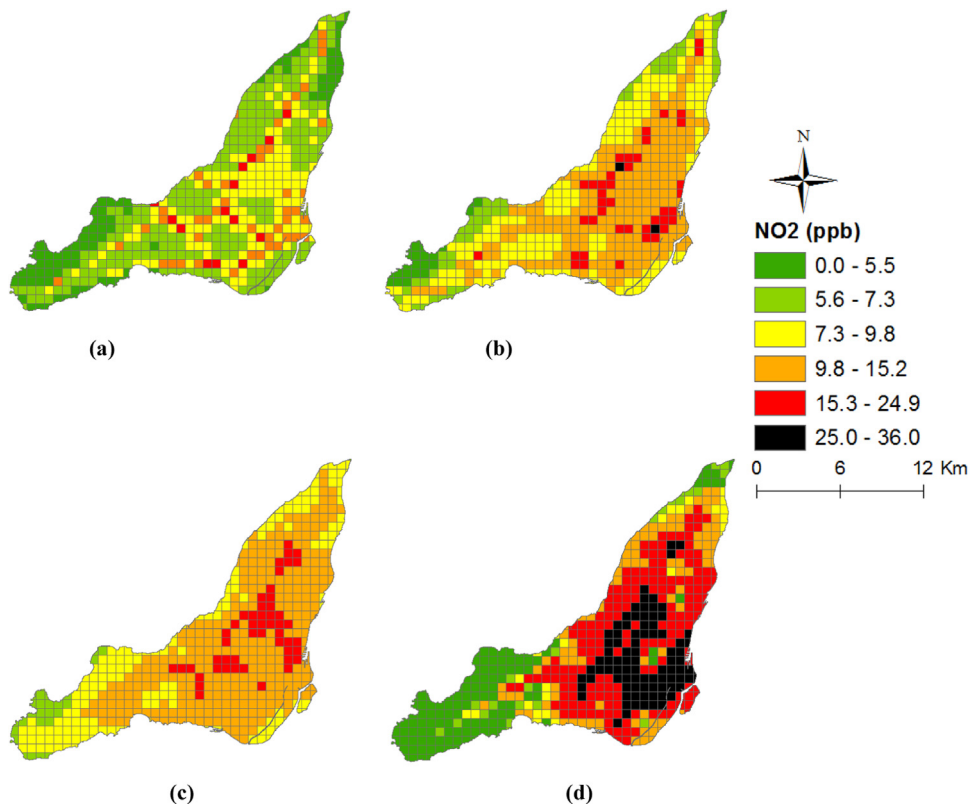 (a)
(b)
N
NO2 (ppb)
0.0 - 5.5
5.6 - 7.3
7.3 - 9.8
9.8 - 15.2
15.3 - 24.9
25.0 - 36.0
0 6 12 Km
(c)
(d)